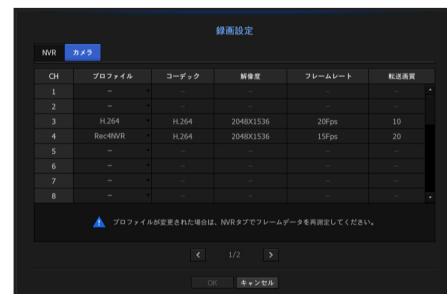 録画設定
NVR カメラ
CH プロファイル コーデック 解像度 フレームレート 転送画質
1 – – – – –
2 – – – – –
3 H.264 H.264 2048X1536 20Fps 10
4 Rec4NVR H.264 2048X1536 15Fps 20
5 – – – – –
6 – – – – –
7 – – – – –
8 – – – – –
プロファイルが変更された場合は、NVRタブでフレームデータを再測定してください。
< 1/2 >
OK キャンセル